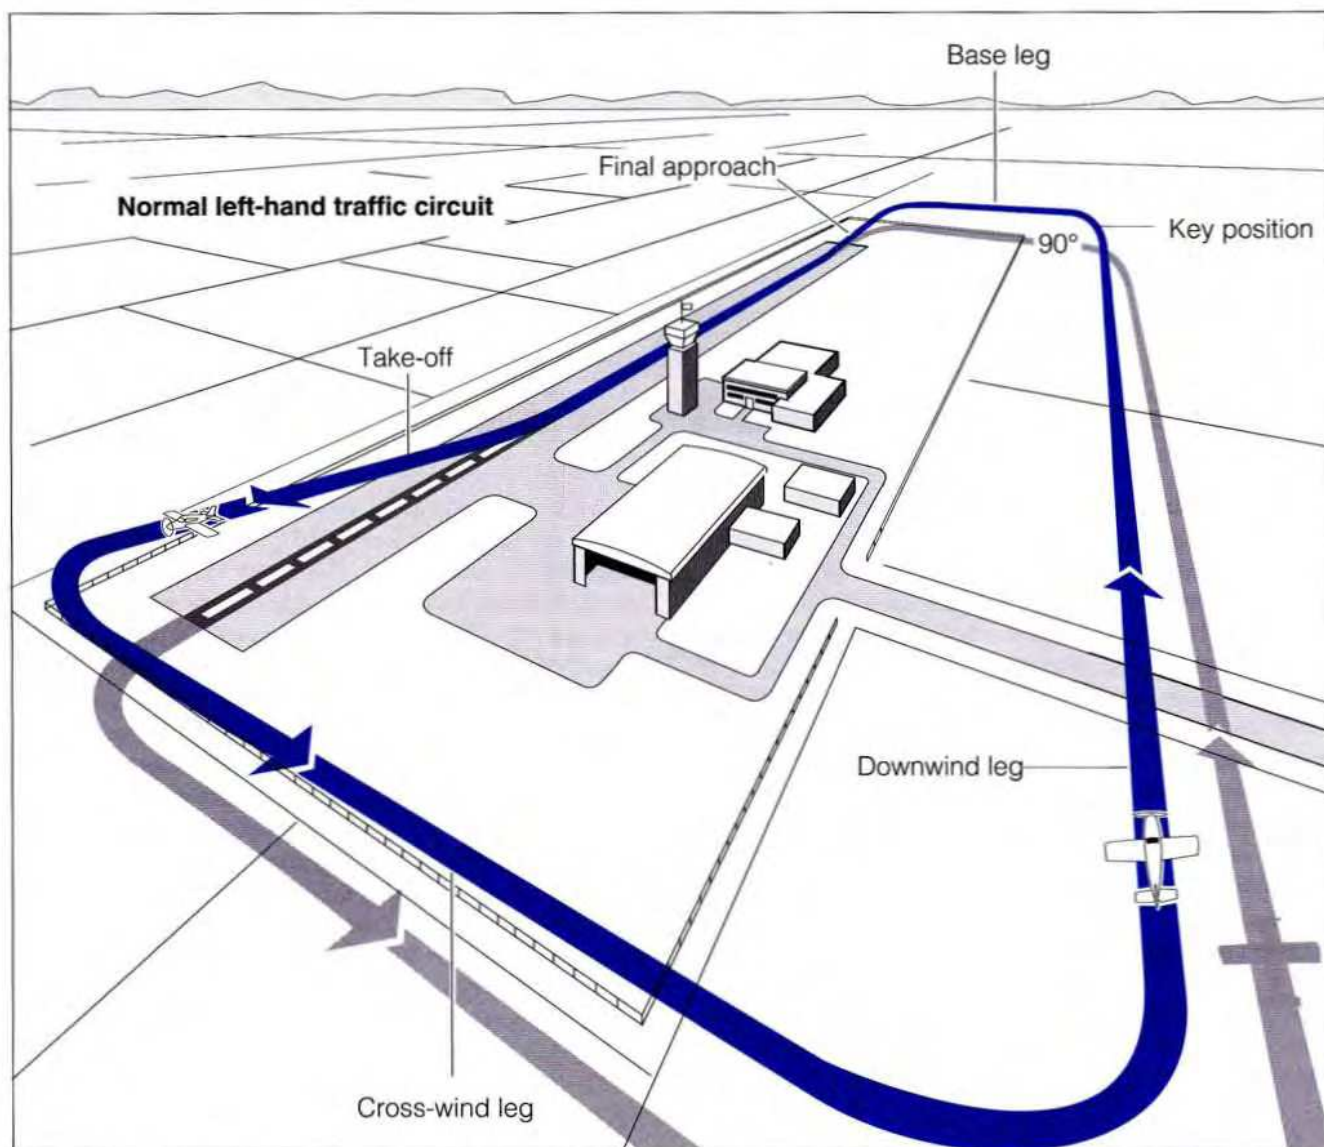 Base leg
Final approach
Normal left-hand traffic circuit
Key position
90°
Take-off
Downwind leg
Cross-wind leg